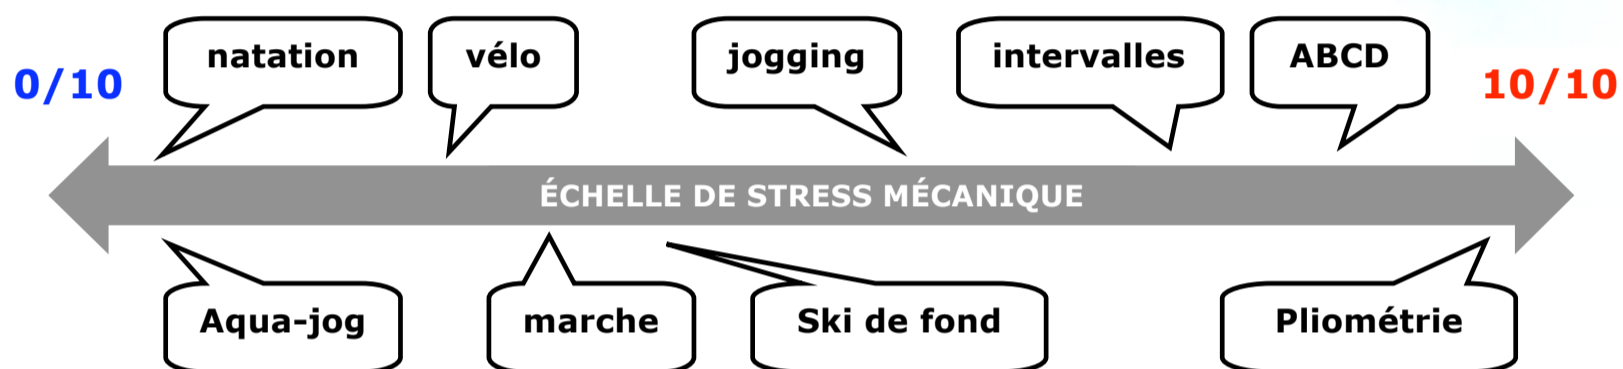 natation
vélo
jogging
intervalles
ABCD
0/10
10/10
ÉCHELLE DE STRESS MÉCANIQUE
Aqua-jog
marche
Ski de fond
Pliométrie